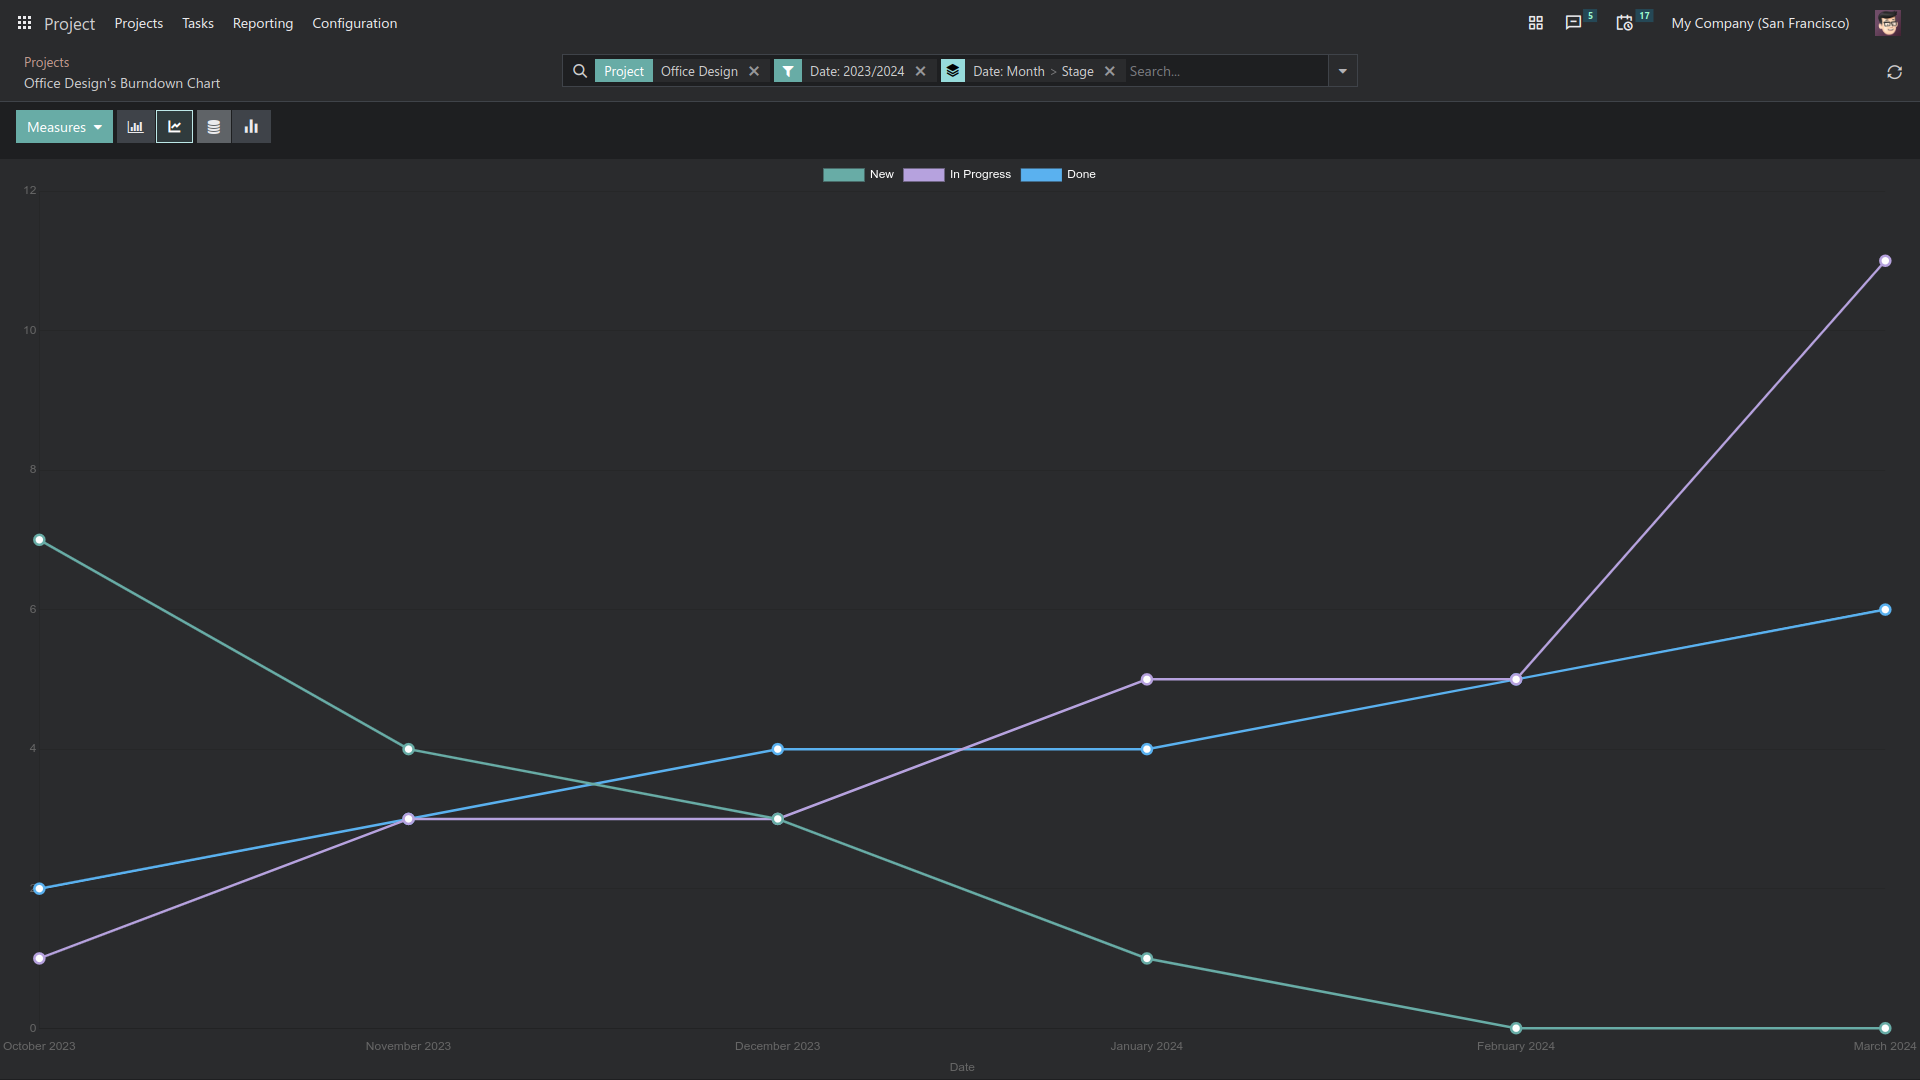 Project Projects Tasks Reporting Configuration 5 17 My Company (San Francisco)
Projects
Office Design's Burndown Chart
Project Office Design Date: 2023/2024 Date: Month > Stage Search...
Measures
New In Progress Done
12
10
8
6
4
2
0
October 2023 November 2023 December 2023 January 2024 February 2024 March 2024
Date